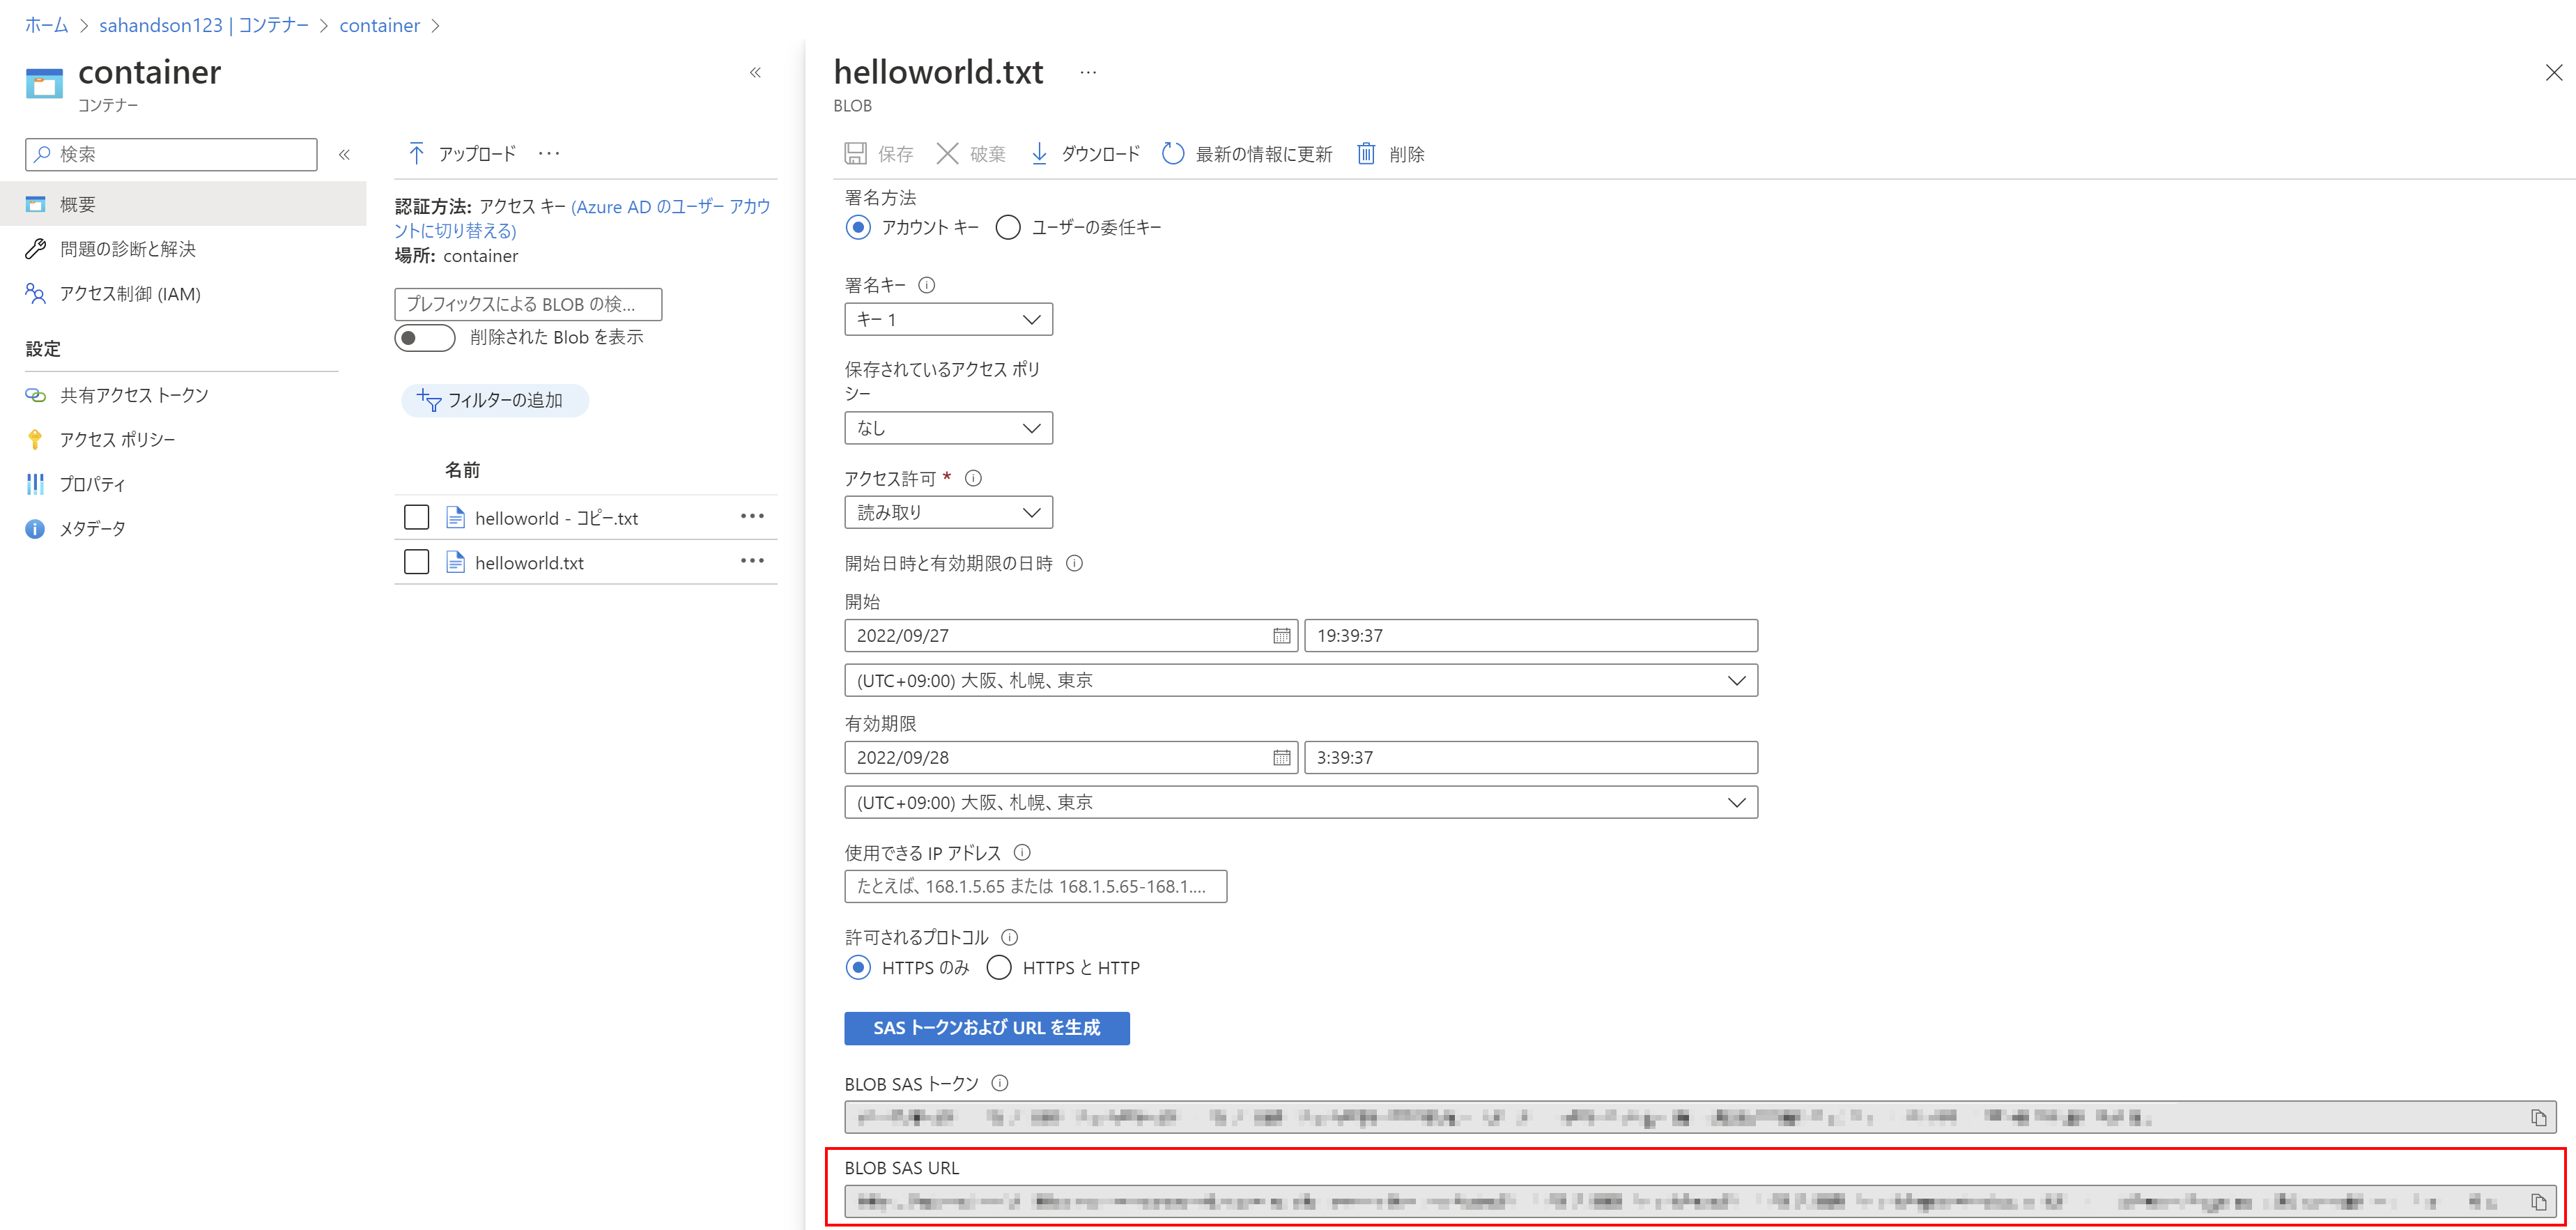 ホーム > sahandson123 | コンテナー > container >
container
コンテナー
検索
概要
問題の診断と解決
アクセス制御 (IAM)
設定
共有アクセス トークン
アクセス ポリシー
プロパティ
メタデータ
アップロード
認証方法: アクセス キー (Azure AD のユーザー アカウ
ントに切り替える)
場所: container
プレフィックスによる BLOB の検...
削除された Blob を表示
フィルターの追加
名前
helloworld - コピー.txt
helloworld.txt
helloworld.txt
BLOB
保存 破棄 ダウンロード 最新の情報に更新 削除
署名方法
アカウント キー ユーザーの委任キー
署名キー
キー 1
保存されているアクセス ポリ
シー
なし
アクセス許可 *
読み取り
開始日時と有効期限の日時
開始
2022/09/27 19:39:37
(UTC+09:00) 大阪、札幌、東京
有効期限
2022/09/28 3:39:37
(UTC+09:00) 大阪、札幌、東京
使用できる IP アドレス
たとえば、168.1.5.65 または 168.1.5.65-168.1....
許可されるプロトコル
HTTPS のみ HTTPS と HTTP
SAS トークンおよび URL を生成
BLOB SAS トークン
BLOB SAS URL